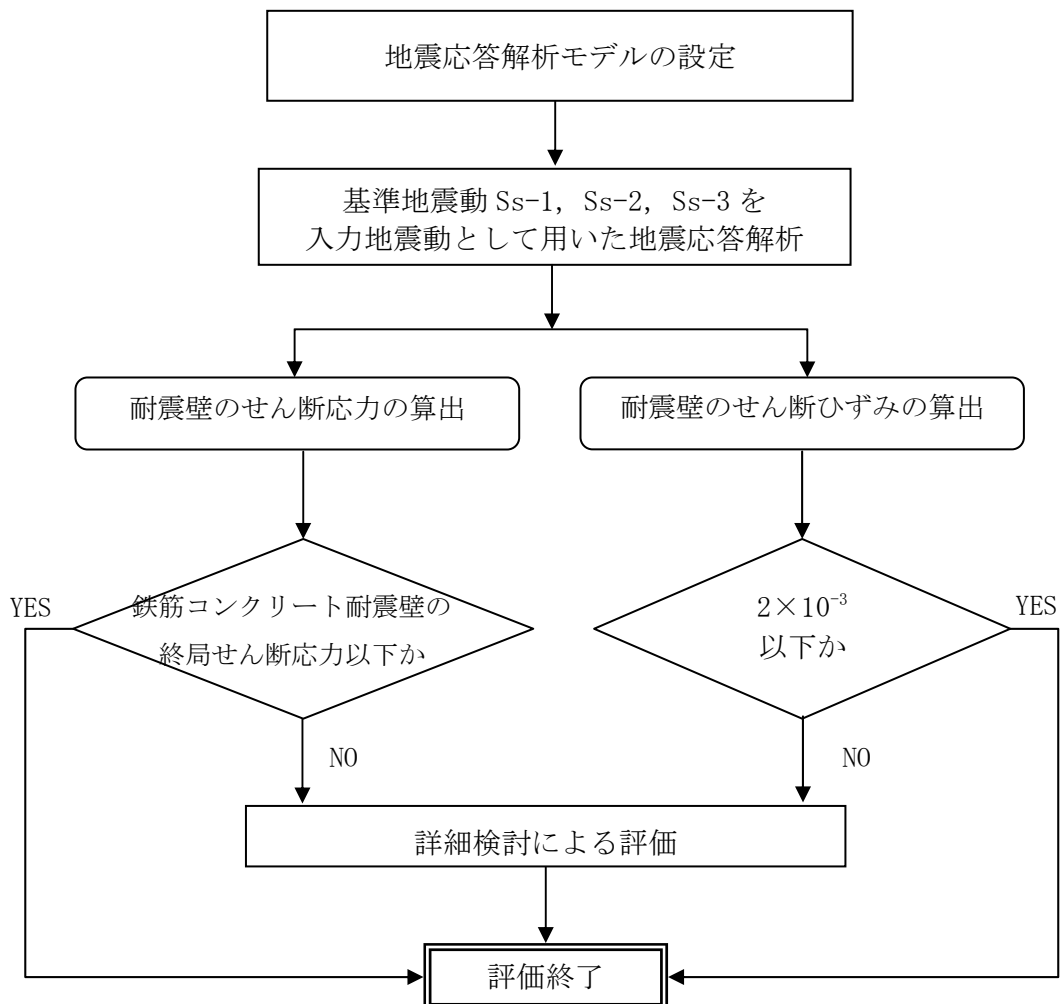 地震応答解析モデルの設定
基準地震動 Ss-1, Ss-2, Ss-3 を
入力地震動として用いた地震応答解析
耐震壁のせん断応力の算出
耐震壁のせん断ひずみの算出
YES
鉄筋コンクリート耐震壁の
終局せん断応力以下か
2×10⁻³
以下か
YES
NO
NO
詳細検討による評価
評価終了